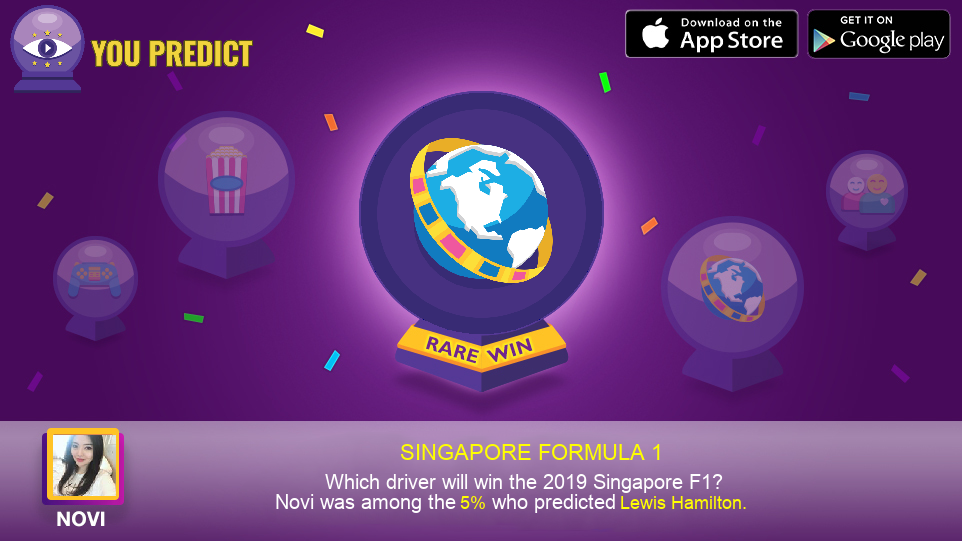 YOU PREDICT
Download on the
App Store
GET IT ON
Google play
RARE WIN
SINGAPORE FORMULA 1
Which driver will win the 2019 Singapore F1?
Novi was among the 5% who predicted Lewis Hamilton.
NOVI